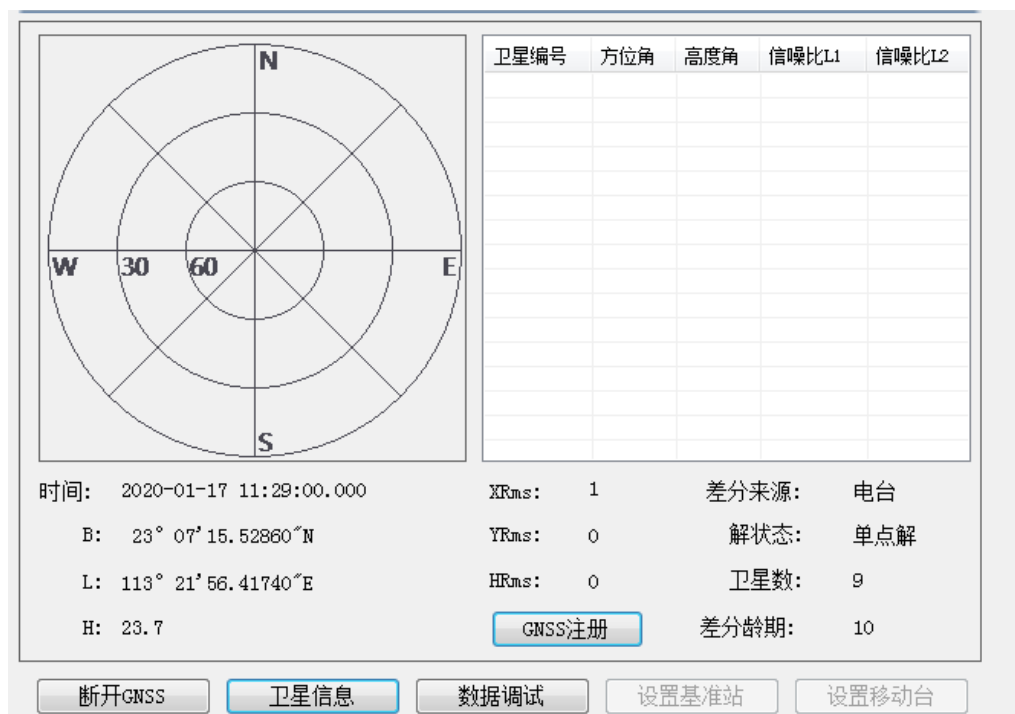 N
W 30 60 E
S
卫星编号 方位角 高度角 信噪比L1 信噪比L2
时间: 2020-01-17 11:29:00.000 XRms: 1 差分来源: 电台
B: 23° 07′15.52860″N YRms: 0 解状态: 单点解
L: 113° 21′56.41740″E HRms: 0 卫星数: 9
H: 23.7 GNSS注册 差分龄期: 10
断开GNSS 卫星信息 数据调试 设置基准站 设置移动台